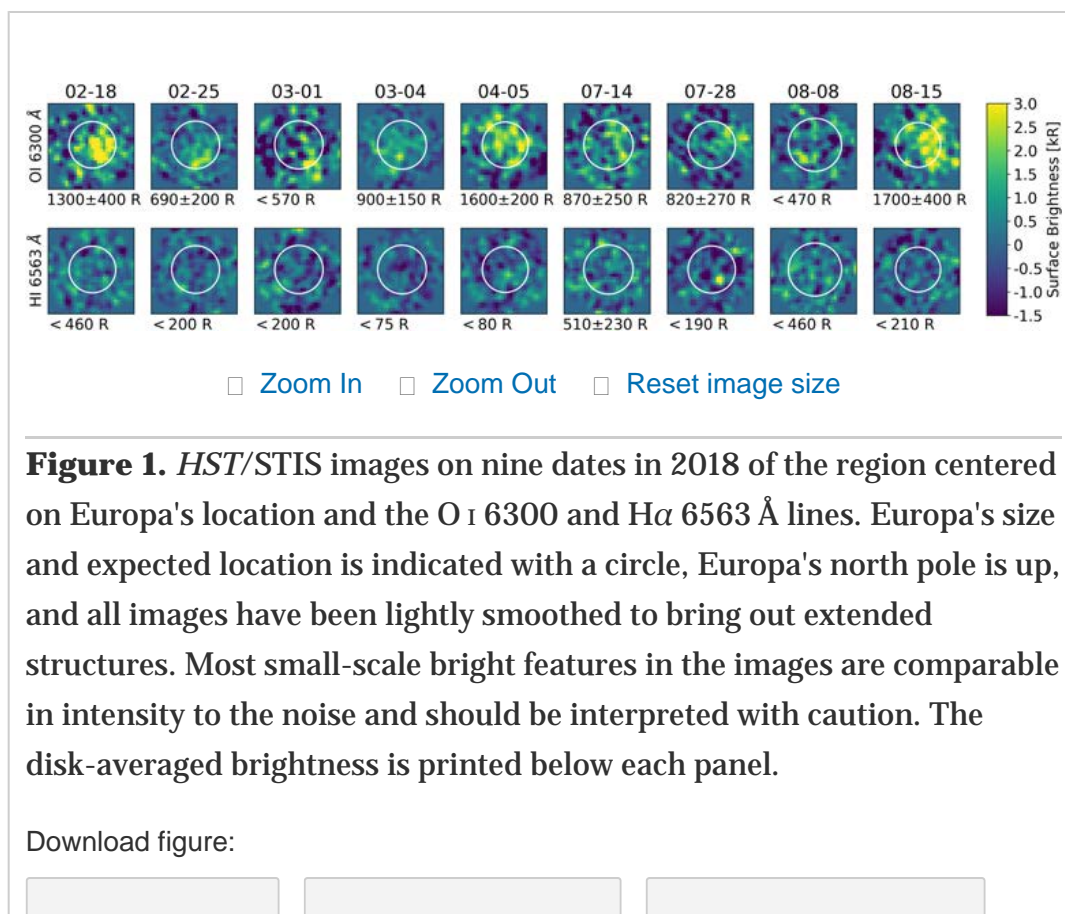 02-18 02-25 03-01 03-04 04-05 07-14 07-28 08-08 08-15
OI 6300 Å
1300±400 R 690±200 R <570 R 900±150 R 1600±200 R 870±250 R 820±270 R <470 R 1700±400 R
HI 6563 Å
<460 R <200 R <200 R <75 R <80 R 510±230 R <190 R <460 R <210 R
3.0
2.5
2.0
1.5
1.0
0.5
0
-0.5
-1.0
-1.5
Surface Brightness [kR]
Zoom In Zoom Out Reset image size
Figure 1. HST/STIS images on nine dates in 2018 of the region centered
on Europa's location and the O I 6300 and Hα 6563 Å lines. Europa's size
and expected location is indicated with a circle, Europa's north pole is up,
and all images have been lightly smoothed to bring out extended
structures. Most small-scale bright features in the images are comparable
in intensity to the noise and should be interpreted with caution. The
disk-averaged brightness is printed below each panel.
Download figure: